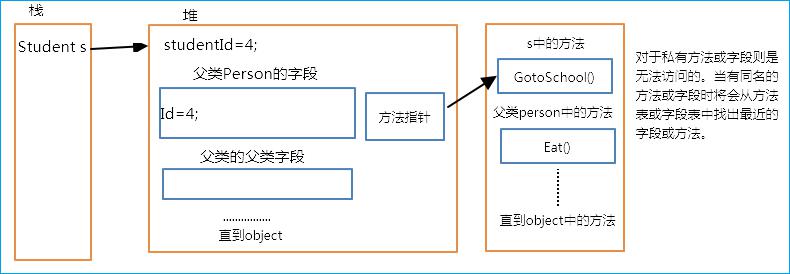 栈
堆
Student s
studentId=4;
父类Person的字段
Id=4;
方法指针
父类的父类字段
................
直到object
s中的方法
GotoSchool()
父类person中的方法
Eat()
直到object中的方法
对于私有方法或字段则是
无法访问的。当有同名的
方法或字段时将会从方法
表或字段表中找出最近的
字段或方法。